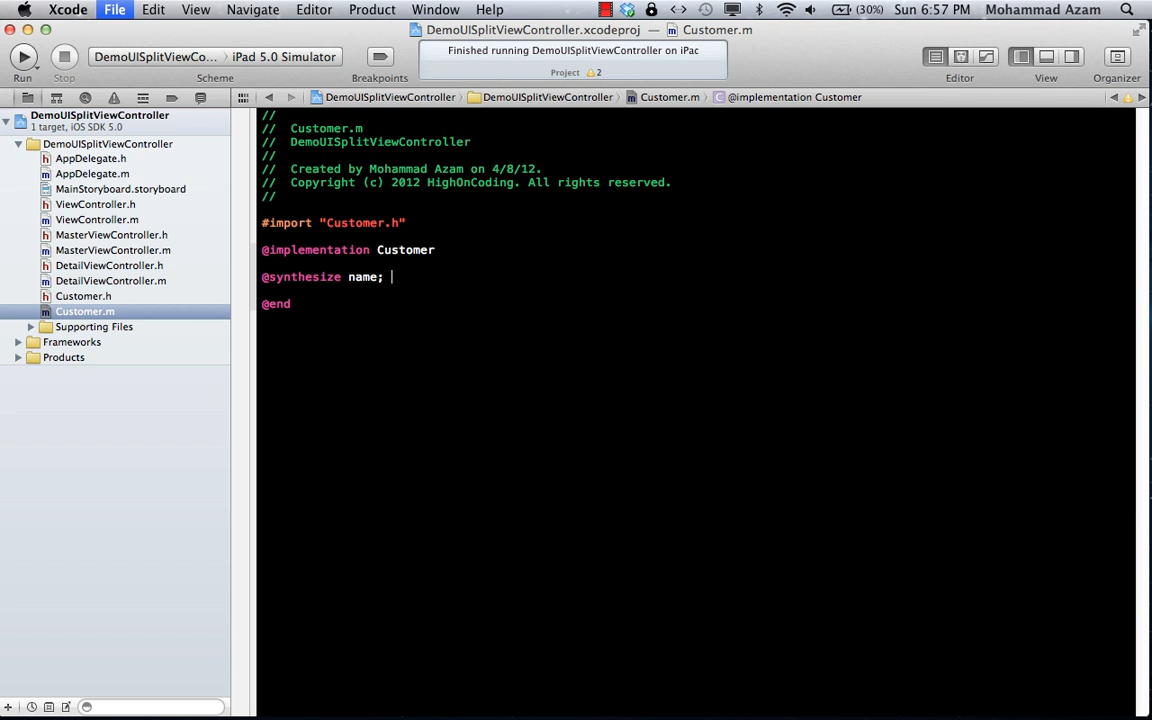 Xcode File Edit View Navigate Editor Product Window Help (30%) Sun 6:57 PM Mohammad Azam
DemoUISplitViewController.xcodeproj — Customer.m
DemoUISplitViewCo... iPad 5.0 Simulator
Finished running DemoUISplitViewController on iPac
Project 2
Run Stop Scheme Breakpoints Editor View Organizer
DemoUISplitViewController DemoUISplitViewController Customer.m @implementation Customer
DemoUISplitViewController
1 target, iOS SDK 5.0
DemoUISplitViewController
AppDelegate.h
AppDelegate.m
MainStoryboard.storyboard
ViewController.h
ViewController.m
MasterViewController.h
MasterViewController.m
DetailViewController.h
DetailViewController.m
Customer.h
Customer.m
Supporting Files
Frameworks
Products
//
// Customer.m
// DemoUISplitViewController
//
// Created by Mohammad Azam on 4/8/12.
// Copyright (c) 2012 HighOnCoding. All rights reserved.
//
#import "Customer.h"
@implementation Customer
@synthesize name;
@end